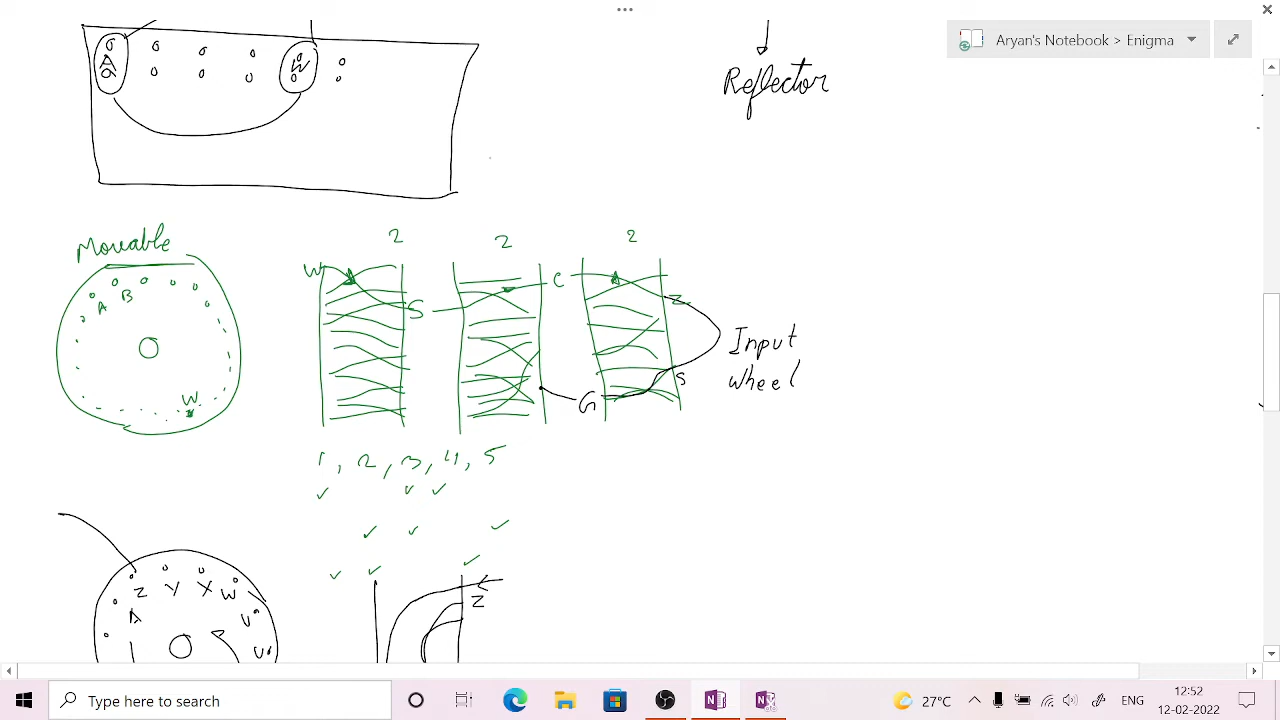 Aryan's Notebook > Enigma
A
W
Reflector
Movable
2
2
2
W
S
C
Z
A
B
W
G
S
Input
wheel
1, 2, 3, 4, 5
Z Y X W
A
V
U
Z
Type here to search
27°C
ENG
12:52
12-02-2022